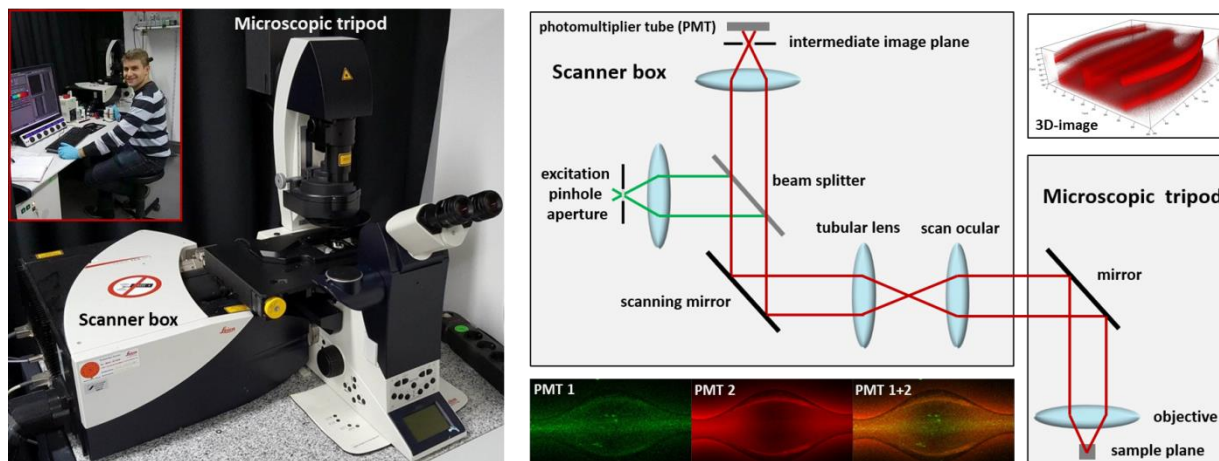 Microscopic tripod
Scanner box
Leica
photomultiplier tube (PMT)
intermediate image plane
Scanner box
excitation
pinhole
aperture
beam splitter
tubular lens
scan ocular
scanning mirror
PMT 1
PMT 2
PMT 1+2
3D-image
Microscopic tripod
mirror
objective
sample plane